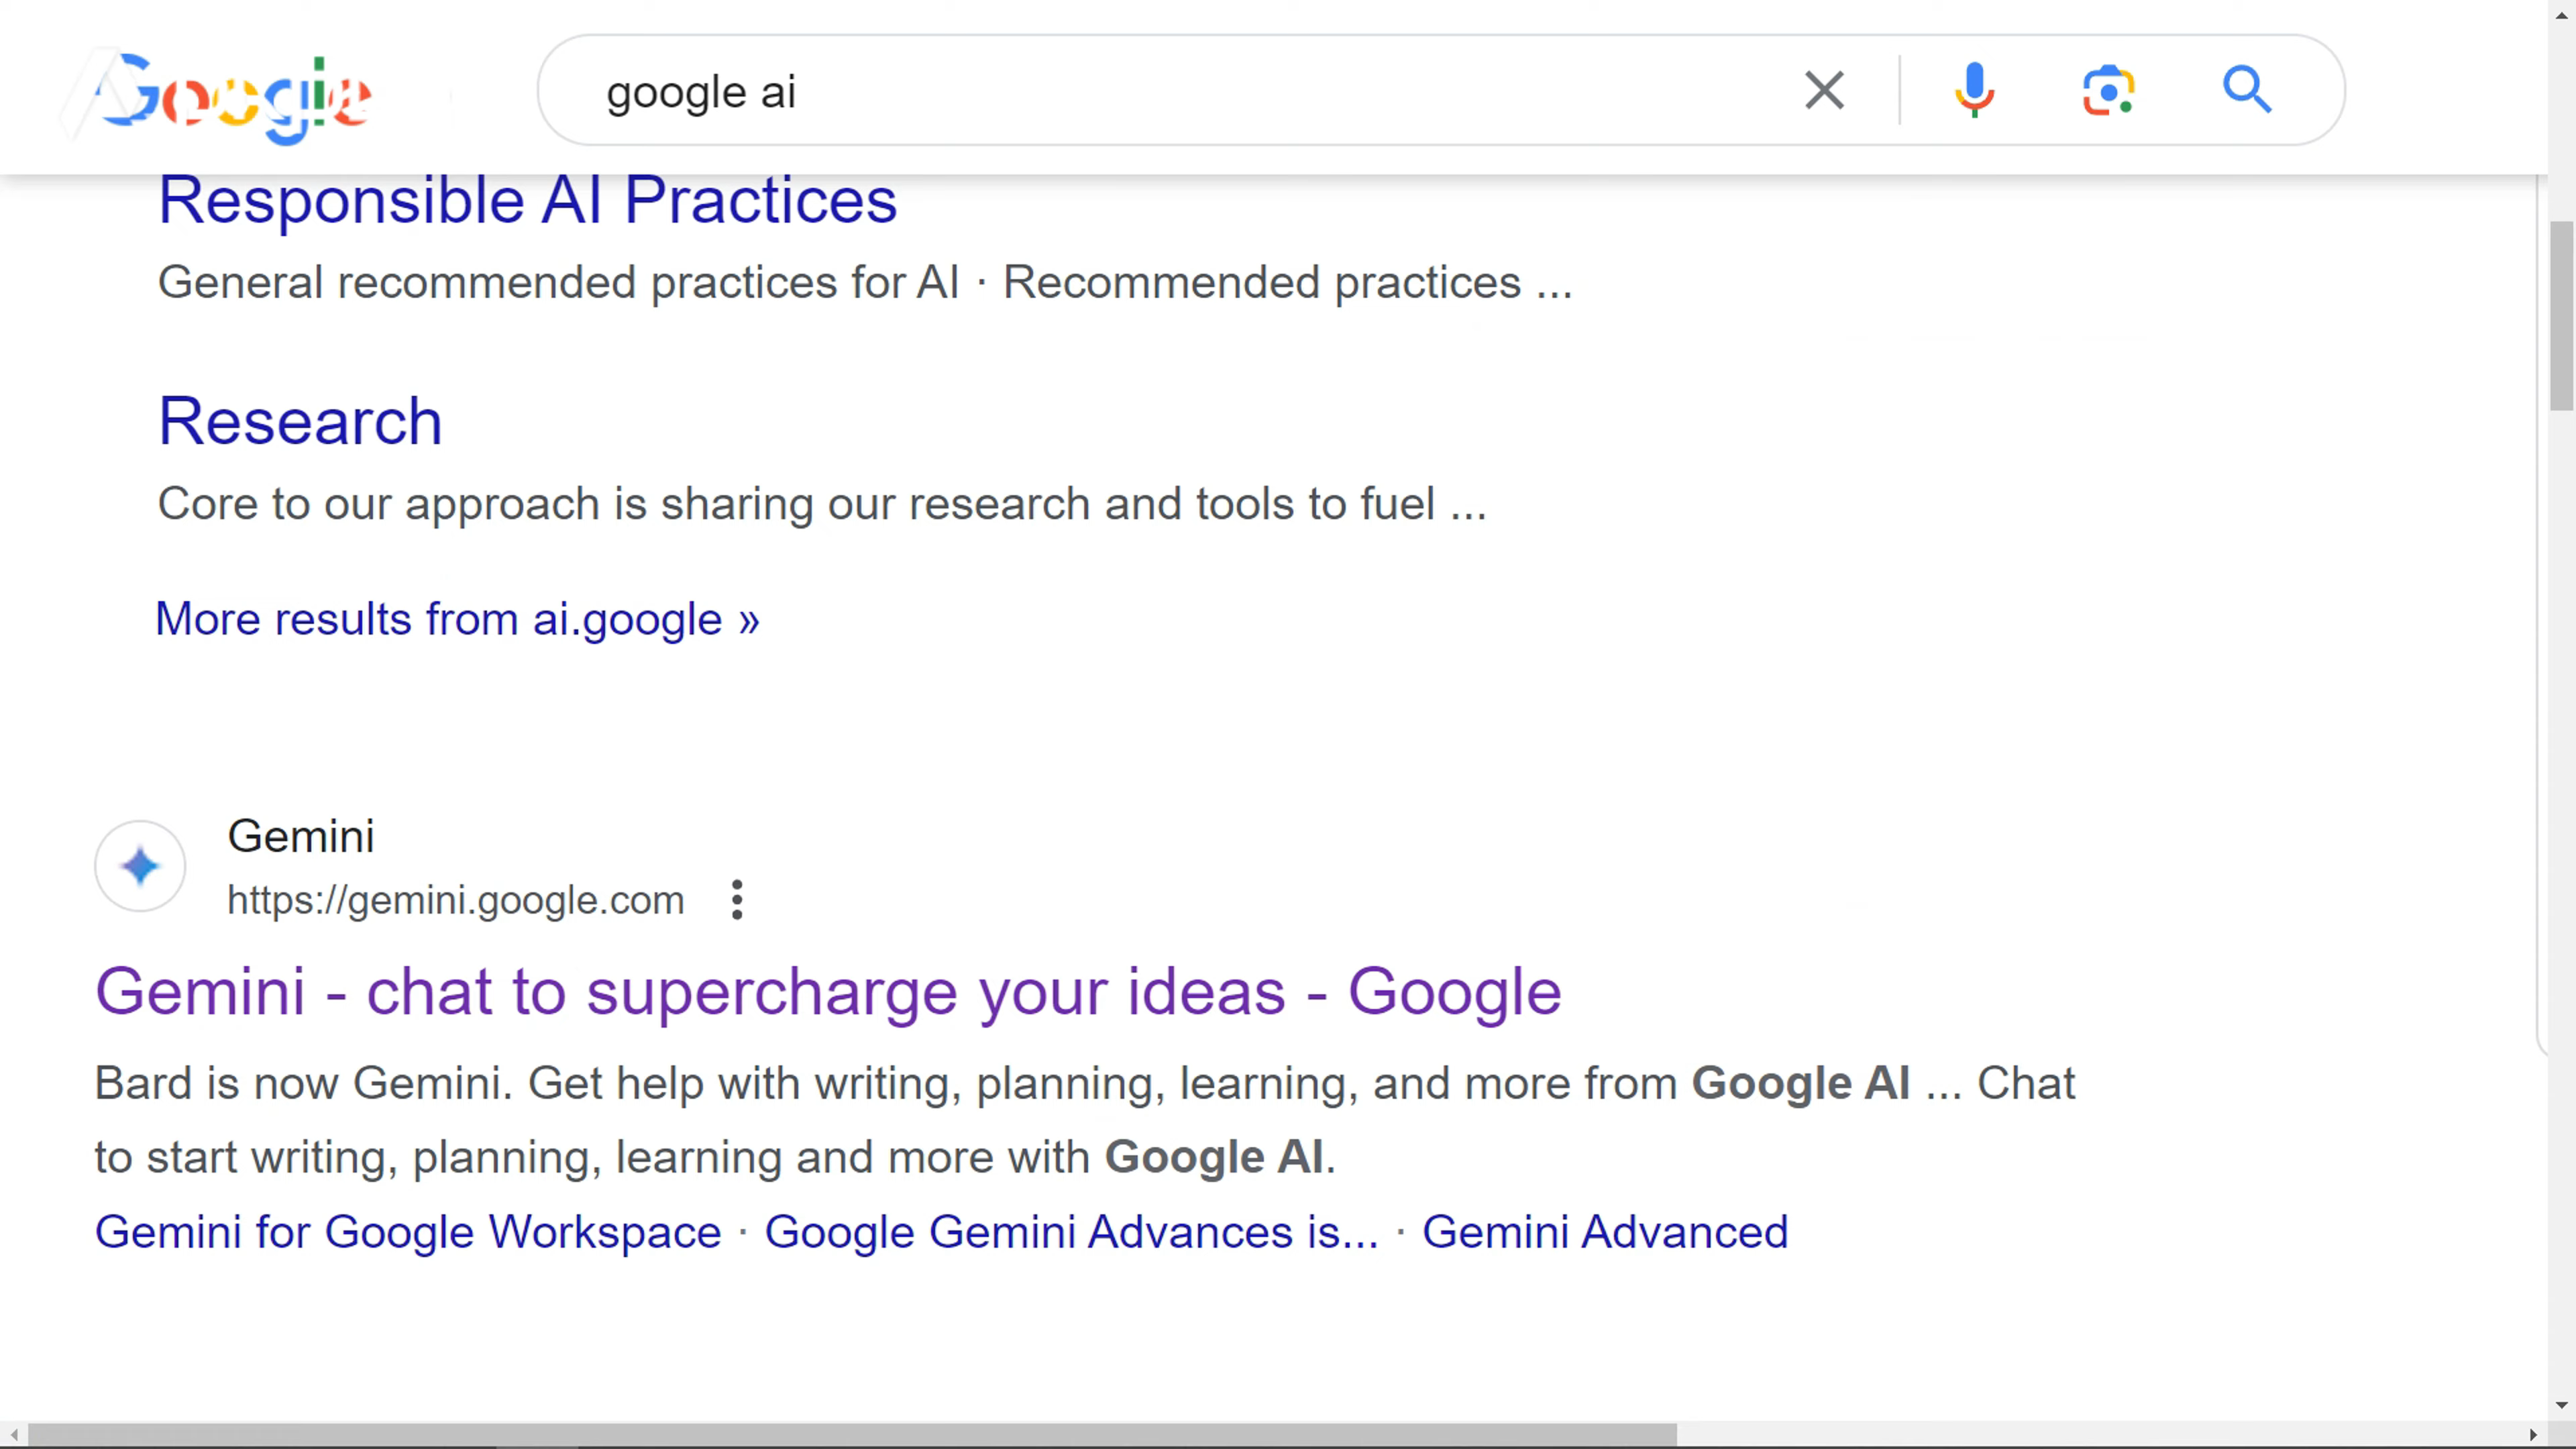 Google
google ai
Responsible AI Practices
General recommended practices for AI · Recommended practices ...
Research
Core to our approach is sharing our research and tools to fuel ...
More results from ai.google »
Gemini
https://gemini.google.com
Gemini - chat to supercharge your ideas - Google
Bard is now Gemini. Get help with writing, planning, learning, and more from Google AI ... Chat
to start writing, planning, learning and more with Google AI.
Gemini for Google Workspace · Google Gemini Advances is... · Gemini Advanced